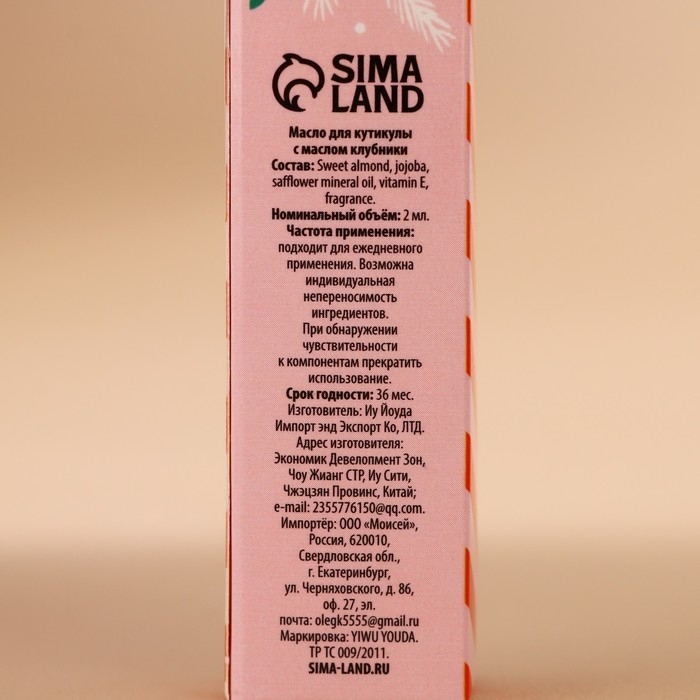 SIMA
LAND
Масло для кутикулы
с маслом клубники
Состав: Sweet almond, jojoba,
safflower mineral oil, vitamin E,
fragrance.
Номинальный объём: 2 мл.
Частота применения:
подходит для ежедневного
применения. Возможна
индивидуальная
непереносимость
ингредиентов.
При обнаружении
чувствительности
к компонентам прекратить
использование.
Срок годности: 36 мес.
Изготовитель: Иу Йоуда
Импорт энд Экспорт Ко, ЛТД.
Адрес изготовителя:
Экономик Девелопмент Зон,
Чоу Жианг СТР, Иу Сити,
Чжэцзян Провинс, Китай;
e-mail: 2355776150@qq.com.
Импортёр: ООО «Моисей»,
Россия, 620010,
Свердловская обл.,
г. Екатеринбург,
ул. Черняховского, д. 86,
оф. 27, эл.
почта: olegk5555@gmail.ru
Маркировка: YIWU YOUDA.
ТР ТС 009/2011.
SIMA-LAND.RU